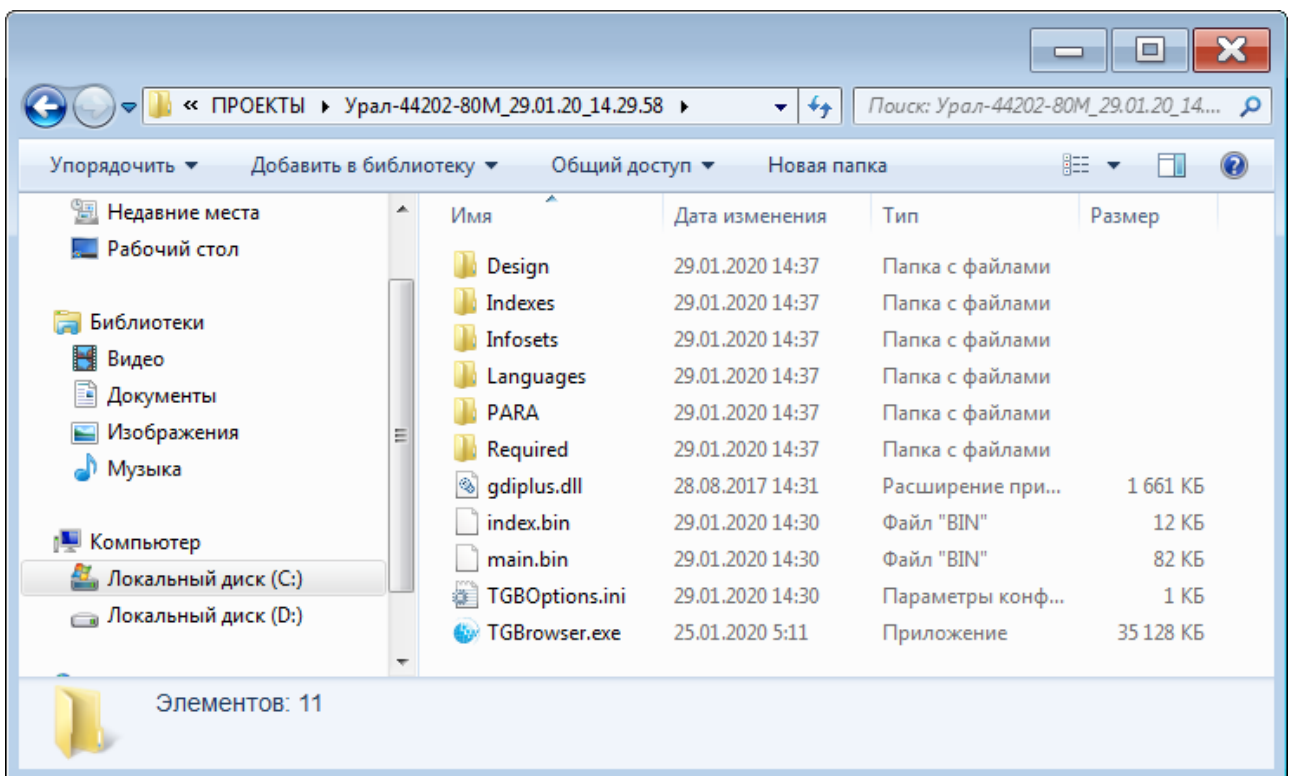 « ПРОЕКТЫ ▸ Урал-44202-80М_29.01.20_14.29.58 ▸ Поиск: Урал-44202-80М_29.01.20_14....
Упорядочить ▾ Добавить в библиотеку ▾ Общий доступ ▾ Новая папка
Недавние места
Рабочий стол
Библиотеки
Видео
Документы
Изображения
Музыка
Компьютер
Локальный диск (C:)
Локальный диск (D:)
Имя Дата изменения Тип Размер
Design 29.01.2020 14:37 Папка с файлами
Indexes 29.01.2020 14:37 Папка с файлами
Infosets 29.01.2020 14:37 Папка с файлами
Languages 29.01.2020 14:37 Папка с файлами
PARA 29.01.2020 14:37 Папка с файлами
Required 29.01.2020 14:37 Папка с файлами
gdiplus.dll 28.08.2017 14:31 Расширение при... 1 661 КБ
index.bin 29.01.2020 14:30 Файл "BIN" 12 КБ
main.bin 29.01.2020 14:30 Файл "BIN" 82 КБ
TGBOptions.ini 29.01.2020 14:30 Параметры конф... 1 КБ
TGBrowser.exe 25.01.2020 5:11 Приложение 35 128 КБ
Элементов: 11